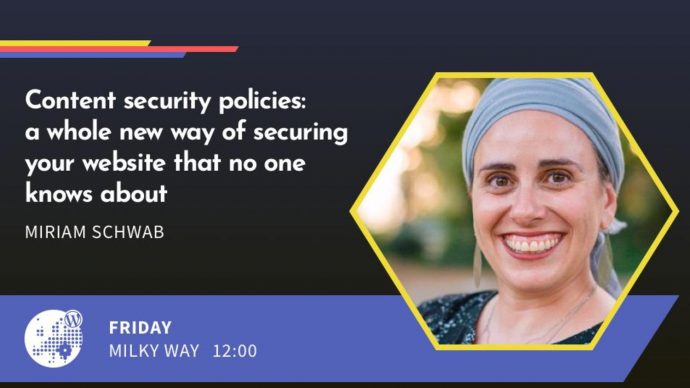 Content security policies:
a whole new way of securing
your website that no one
knows about
MIRIAM SCHWAB
FRIDAY
MILKY WAY 12:00